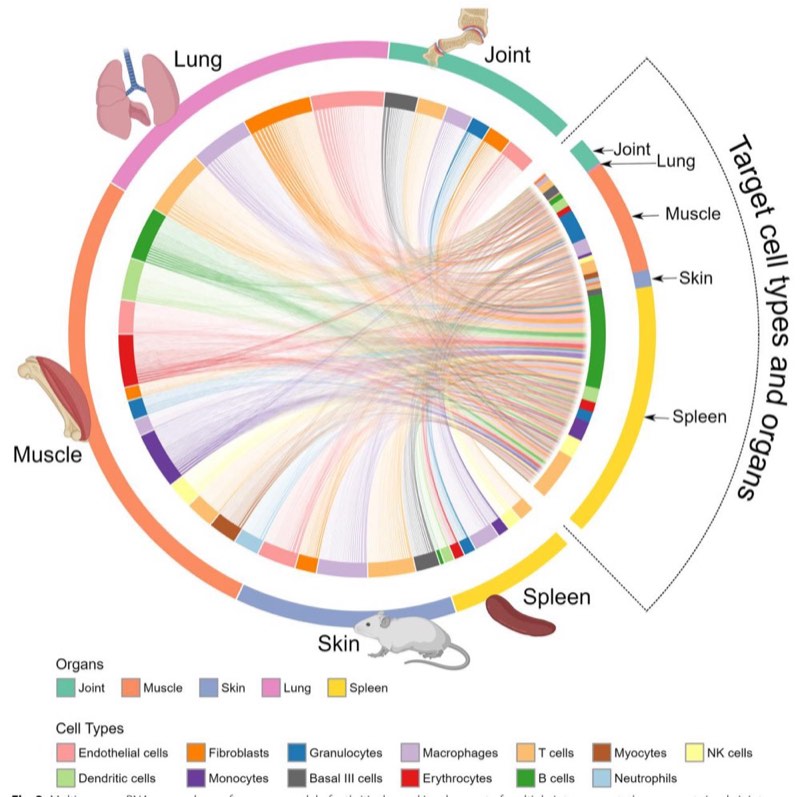 Lung
Joint
Joint
Lung
Muscle
Skin
Spleen
Target cell types and organs
Muscle
Skin
Spleen
Organs
Joint Muscle Skin Lung Spleen
Cell Types
Endothelial cells Fibroblasts Granulocytes Macrophages T cells Myocytes NK cells
Dendritic cells Monocytes Basal III cells Erythrocytes B cells Neutrophils